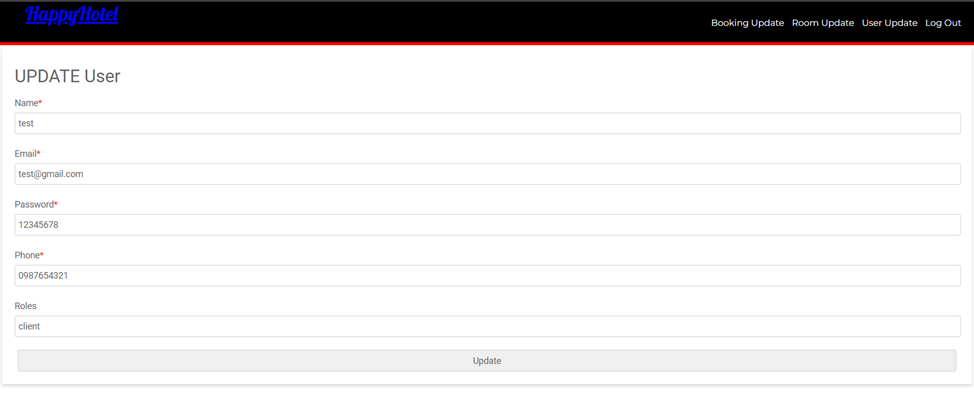 HappyHotel
Booking Update Room Update User Update Log Out
UPDATE User
Name*
test
Email*
test@gmail.com
Password*
12345678
Phone*
0987654321
Roles
client
Update